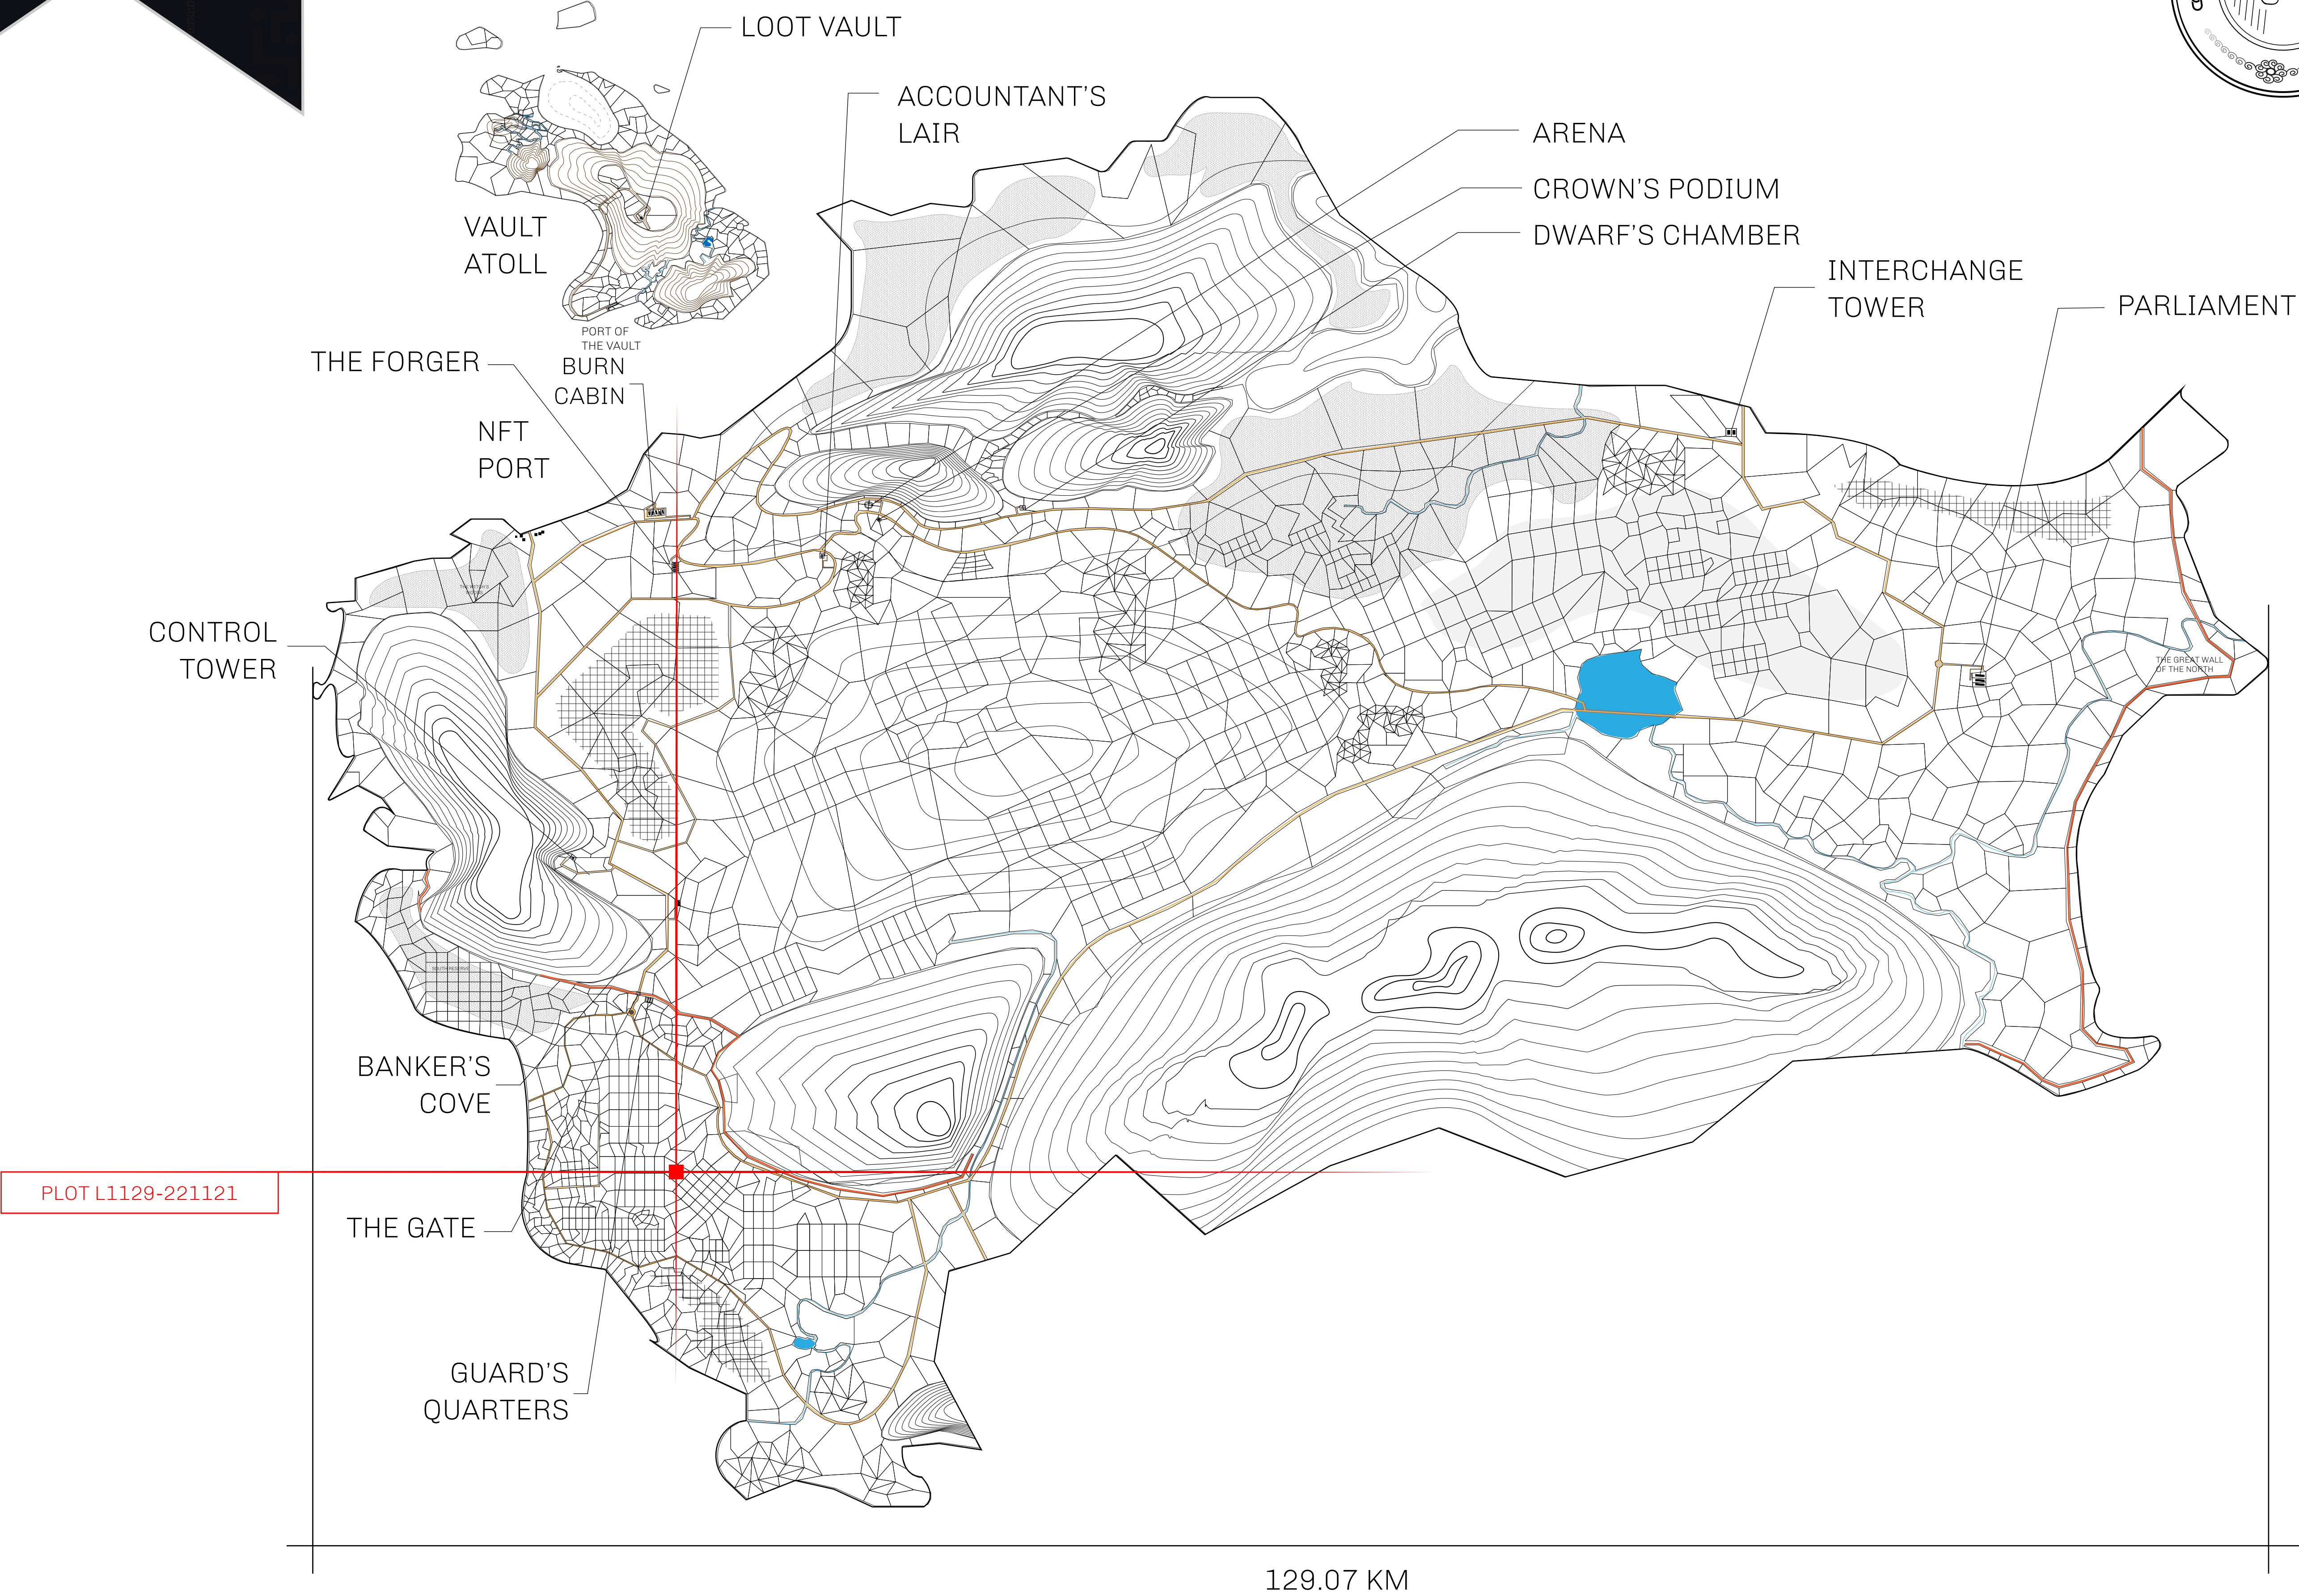 LOOT VAULT
ACCOUNTANT'S
LAIR
ARENA
CROWN'S PODIUM
DWARF'S CHAMBER
INTERCHANGE
TOWER
PARLIAMENT
VAULT
ATOLL
PORT OF
THE VAULT
THE FORGER
BURN
CABIN
NFT
PORT
CONTROL
TOWER
THE GREAT WALL
OF THE NORTH
SOUTH RESERVE
BANKER'S
COVE
PLOT L1129-221121
THE GATE
GUARD'S
QUARTERS
129.07 KM